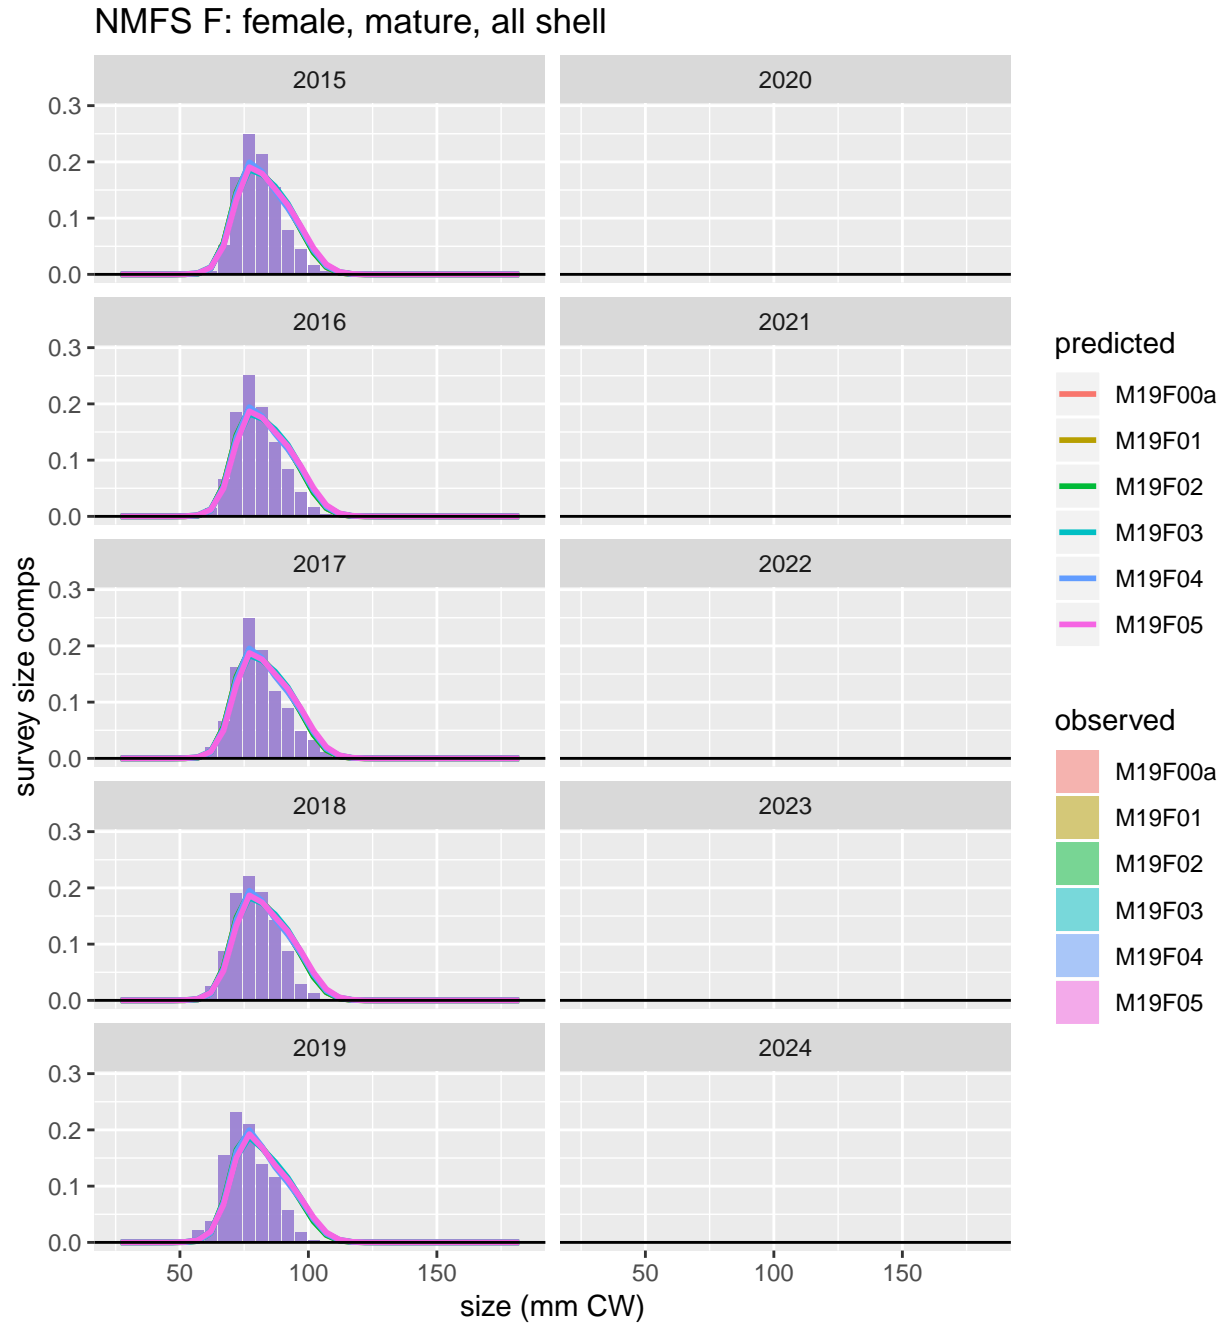 NMFS F: female, mature, all shell
2015
2020
0.3
0.2
0.1
0.0
2016
2021
0.3
0.2
0.1
0.0
2017
2022
0.3
0.2
0.1
0.0
2018
2023
0.3
0.2
0.1
0.0
2019
2024
0.3
0.2
0.1
0.0
50
100
150
50
100
150
size (mm CW)
survey size comps
predicted
M19F00a
M19F01
M19F02
M19F03
M19F04
M19F05
observed
M19F00a
M19F01
M19F02
M19F03
M19F04
M19F05